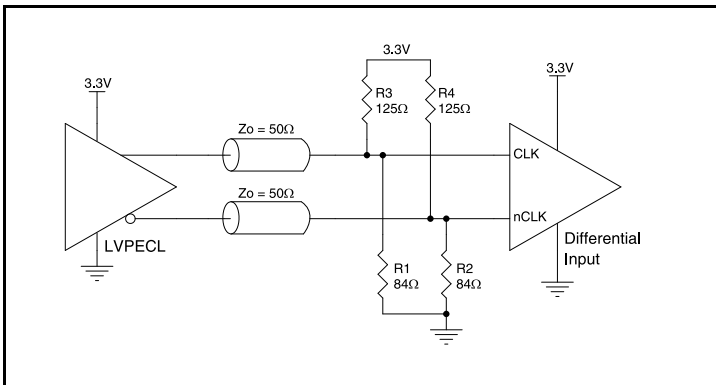 3.3V
3.3V
3.3V
R3
125Ω
R4
125Ω
Zo = 50Ω
CLK
Zo = 50Ω
nCLK
LVPECL
Differential
Input
R1
84Ω
R2
84Ω